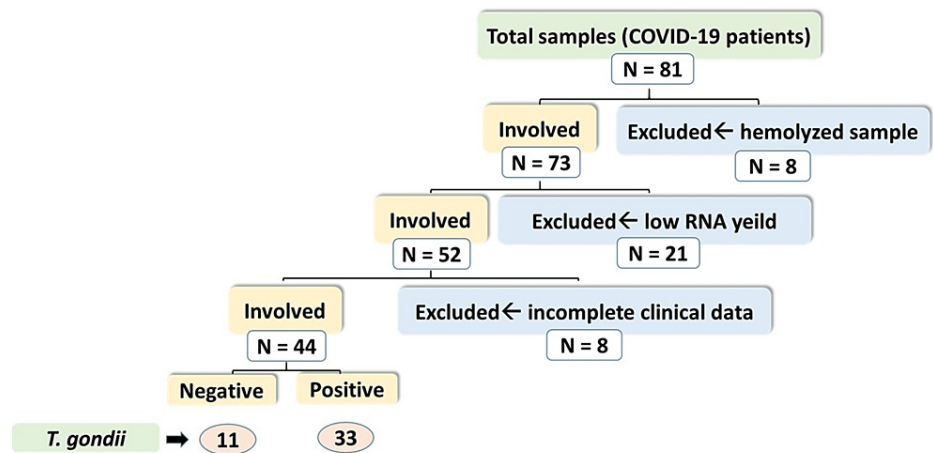 Total samples (COVID-19 patients)
N = 81
Involved
Excluded← hemolyzed sample
N = 73
N = 8
Involved
Excluded← low RNA yeild
N = 52
N = 21
Involved
Excluded← incomplete clinical data
N = 44
N = 8
Negative
Positive
T. gondii ➡ 11 33